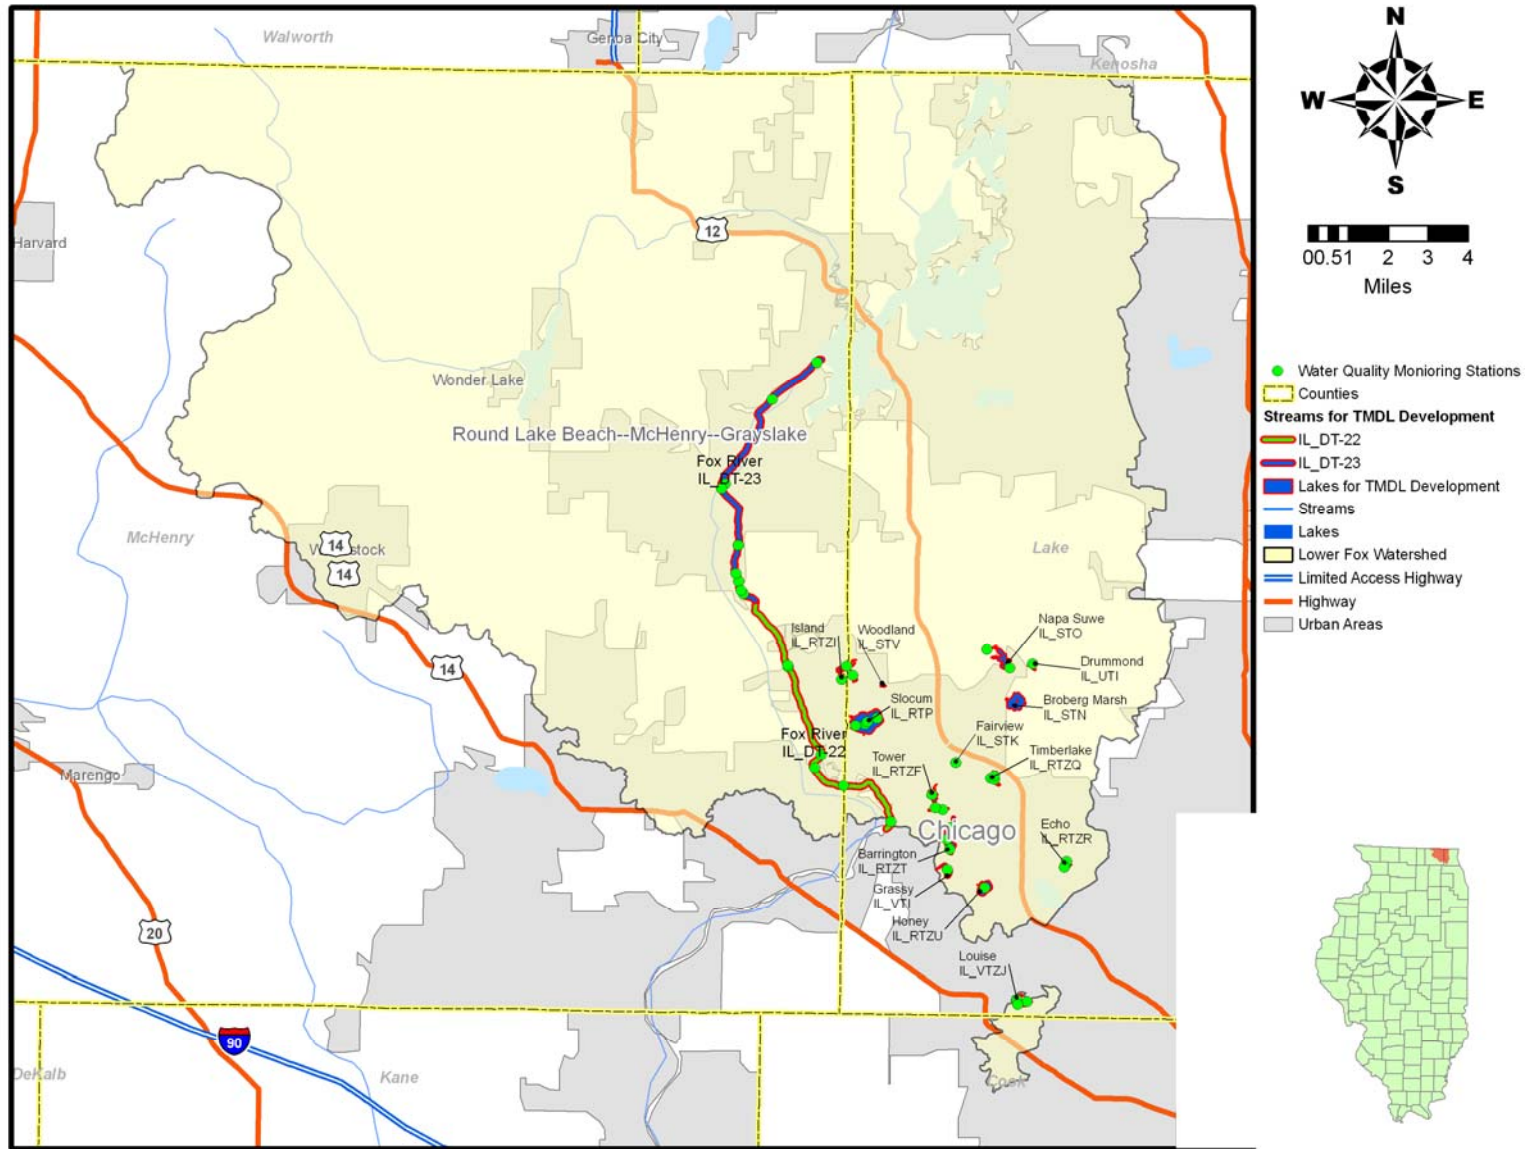 Walworth
Genoa City
Kenosha
N
W
E
S
12
Harvard
00.51 2 3 4
Miles
Wonder Lake
Round Lake Beach--McHenry--Grayslake
Fox River
IL_DT-23
Water Quality Monioring Stations
Counties
Streams for TMDL Development
IL_DT-22
IL_DT-23
Lakes for TMDL Development
Streams
Lakes
Lower Fox Watershed
Limited Access Highway
Highway
Urban Areas
McHenry
14
14
14
Lake
Island
IL_RTZI
Woodland
IL_STV
Napa Suwe
IL_STO
Drummond
IL_UTI
Slocum
IL_RTP
Broberg Marsh
IL_STN
Fox River
IL_DT-22
Fairview
IL_STK
Tower
IL_RTZF
Timberlake
IL_RTZQ
Marengo
Chicago
Echo
IL_RTZR
Barrington
IL_RTZT
Grassy
IL_VTI
Honey
IL_RTZU
20
Louise
IL_VTZJ
90
DeKalb
Kane
Cook